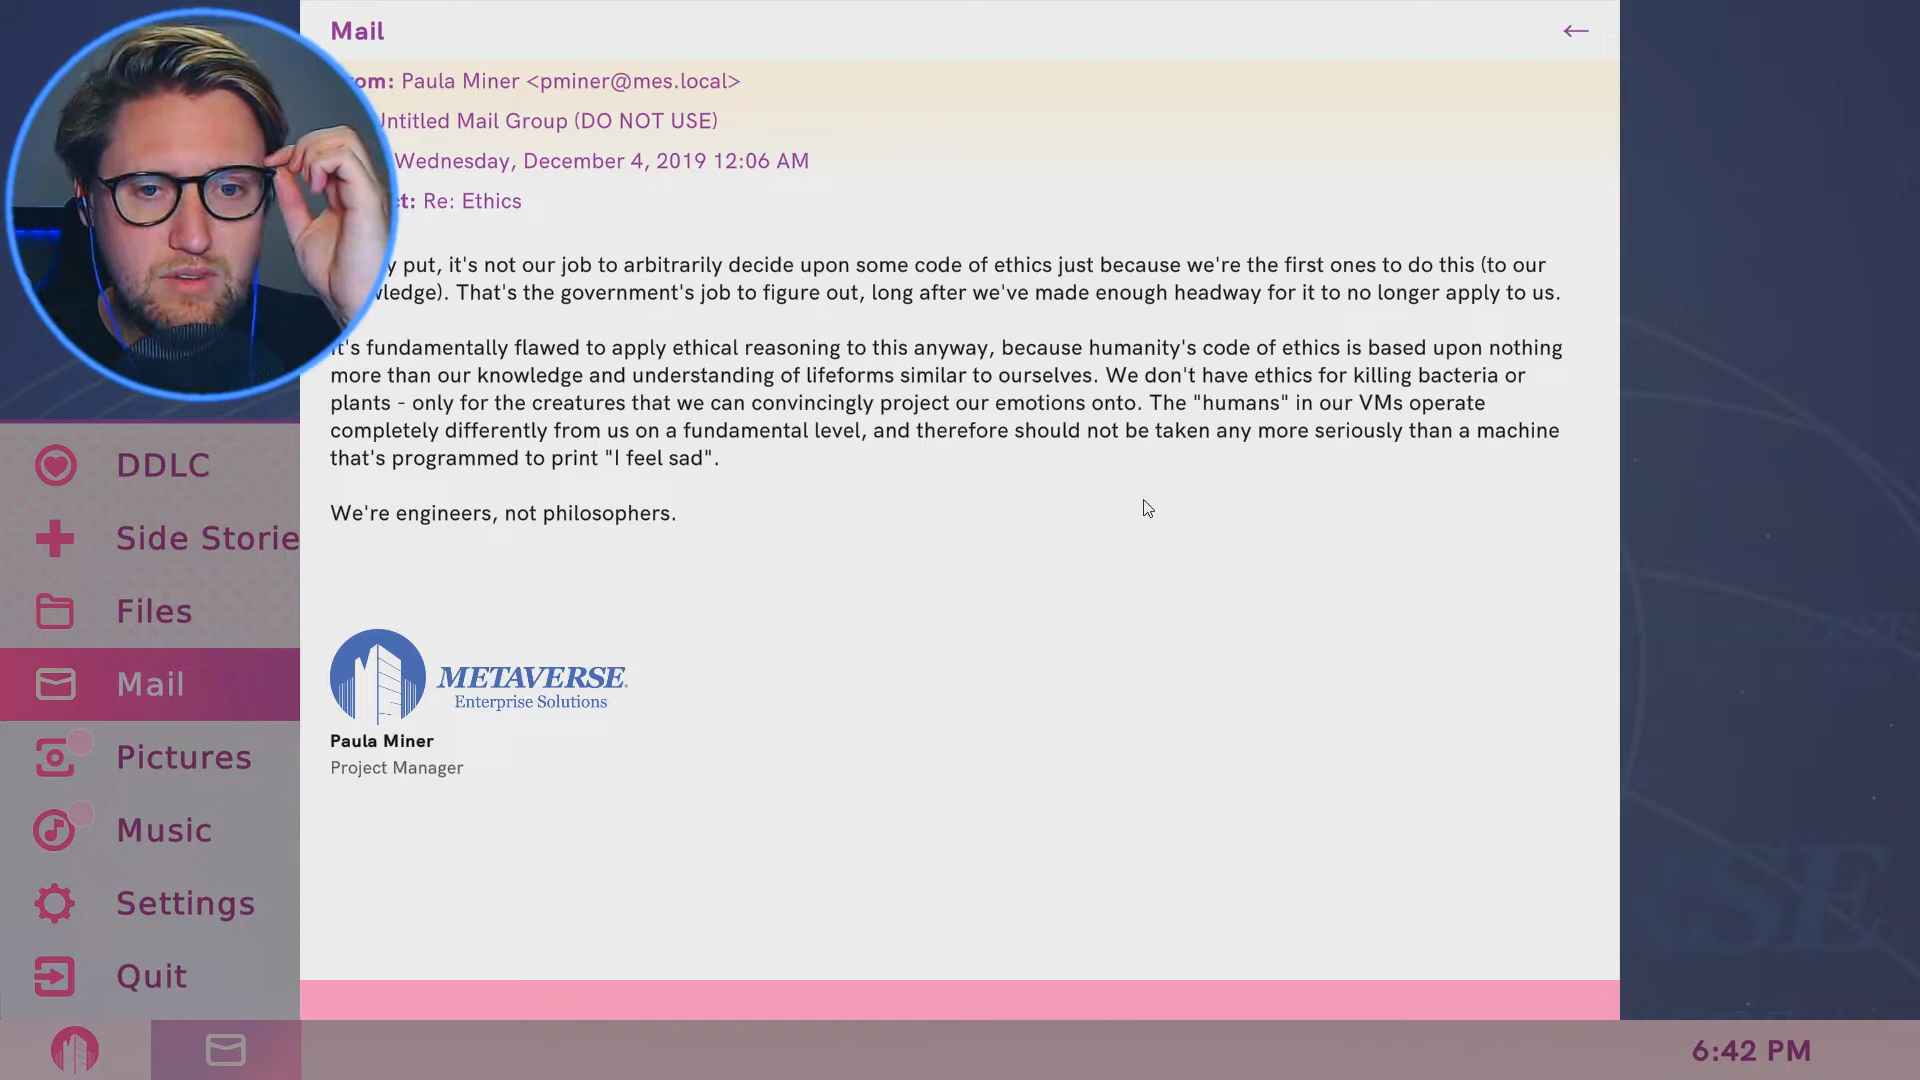 Mail
om: Paula Miner <pminer@mes.local>
Untitled Mail Group (DO NOT USE)
Wednesday, December 4, 2019 12:06 AM
ct: Re: Ethics
y put, it's not our job to arbitrarily decide upon some code of ethics just because we're the first ones to do this (to our
wledge). That's the government's job to figure out, long after we've made enough headway for it to no longer apply to us.
It's fundamentally flawed to apply ethical reasoning to this anyway, because humanity's code of ethics is based upon nothing
more than our knowledge and understanding of lifeforms similar to ourselves. We don't have ethics for killing bacteria or
plants - only for the creatures that we can convincingly project our emotions onto. The "humans" in our VMs operate
completely differently from us on a fundamental level, and therefore should not be taken any more seriously than a machine
that's programmed to print "I feel sad".
We're engineers, not philosophers.
METAVERSE
Enterprise Solutions
Paula Miner
Project Manager
DDLC
Side Storie
Files
Mail
Pictures
Music
Settings
Quit
SE
6:42 PM